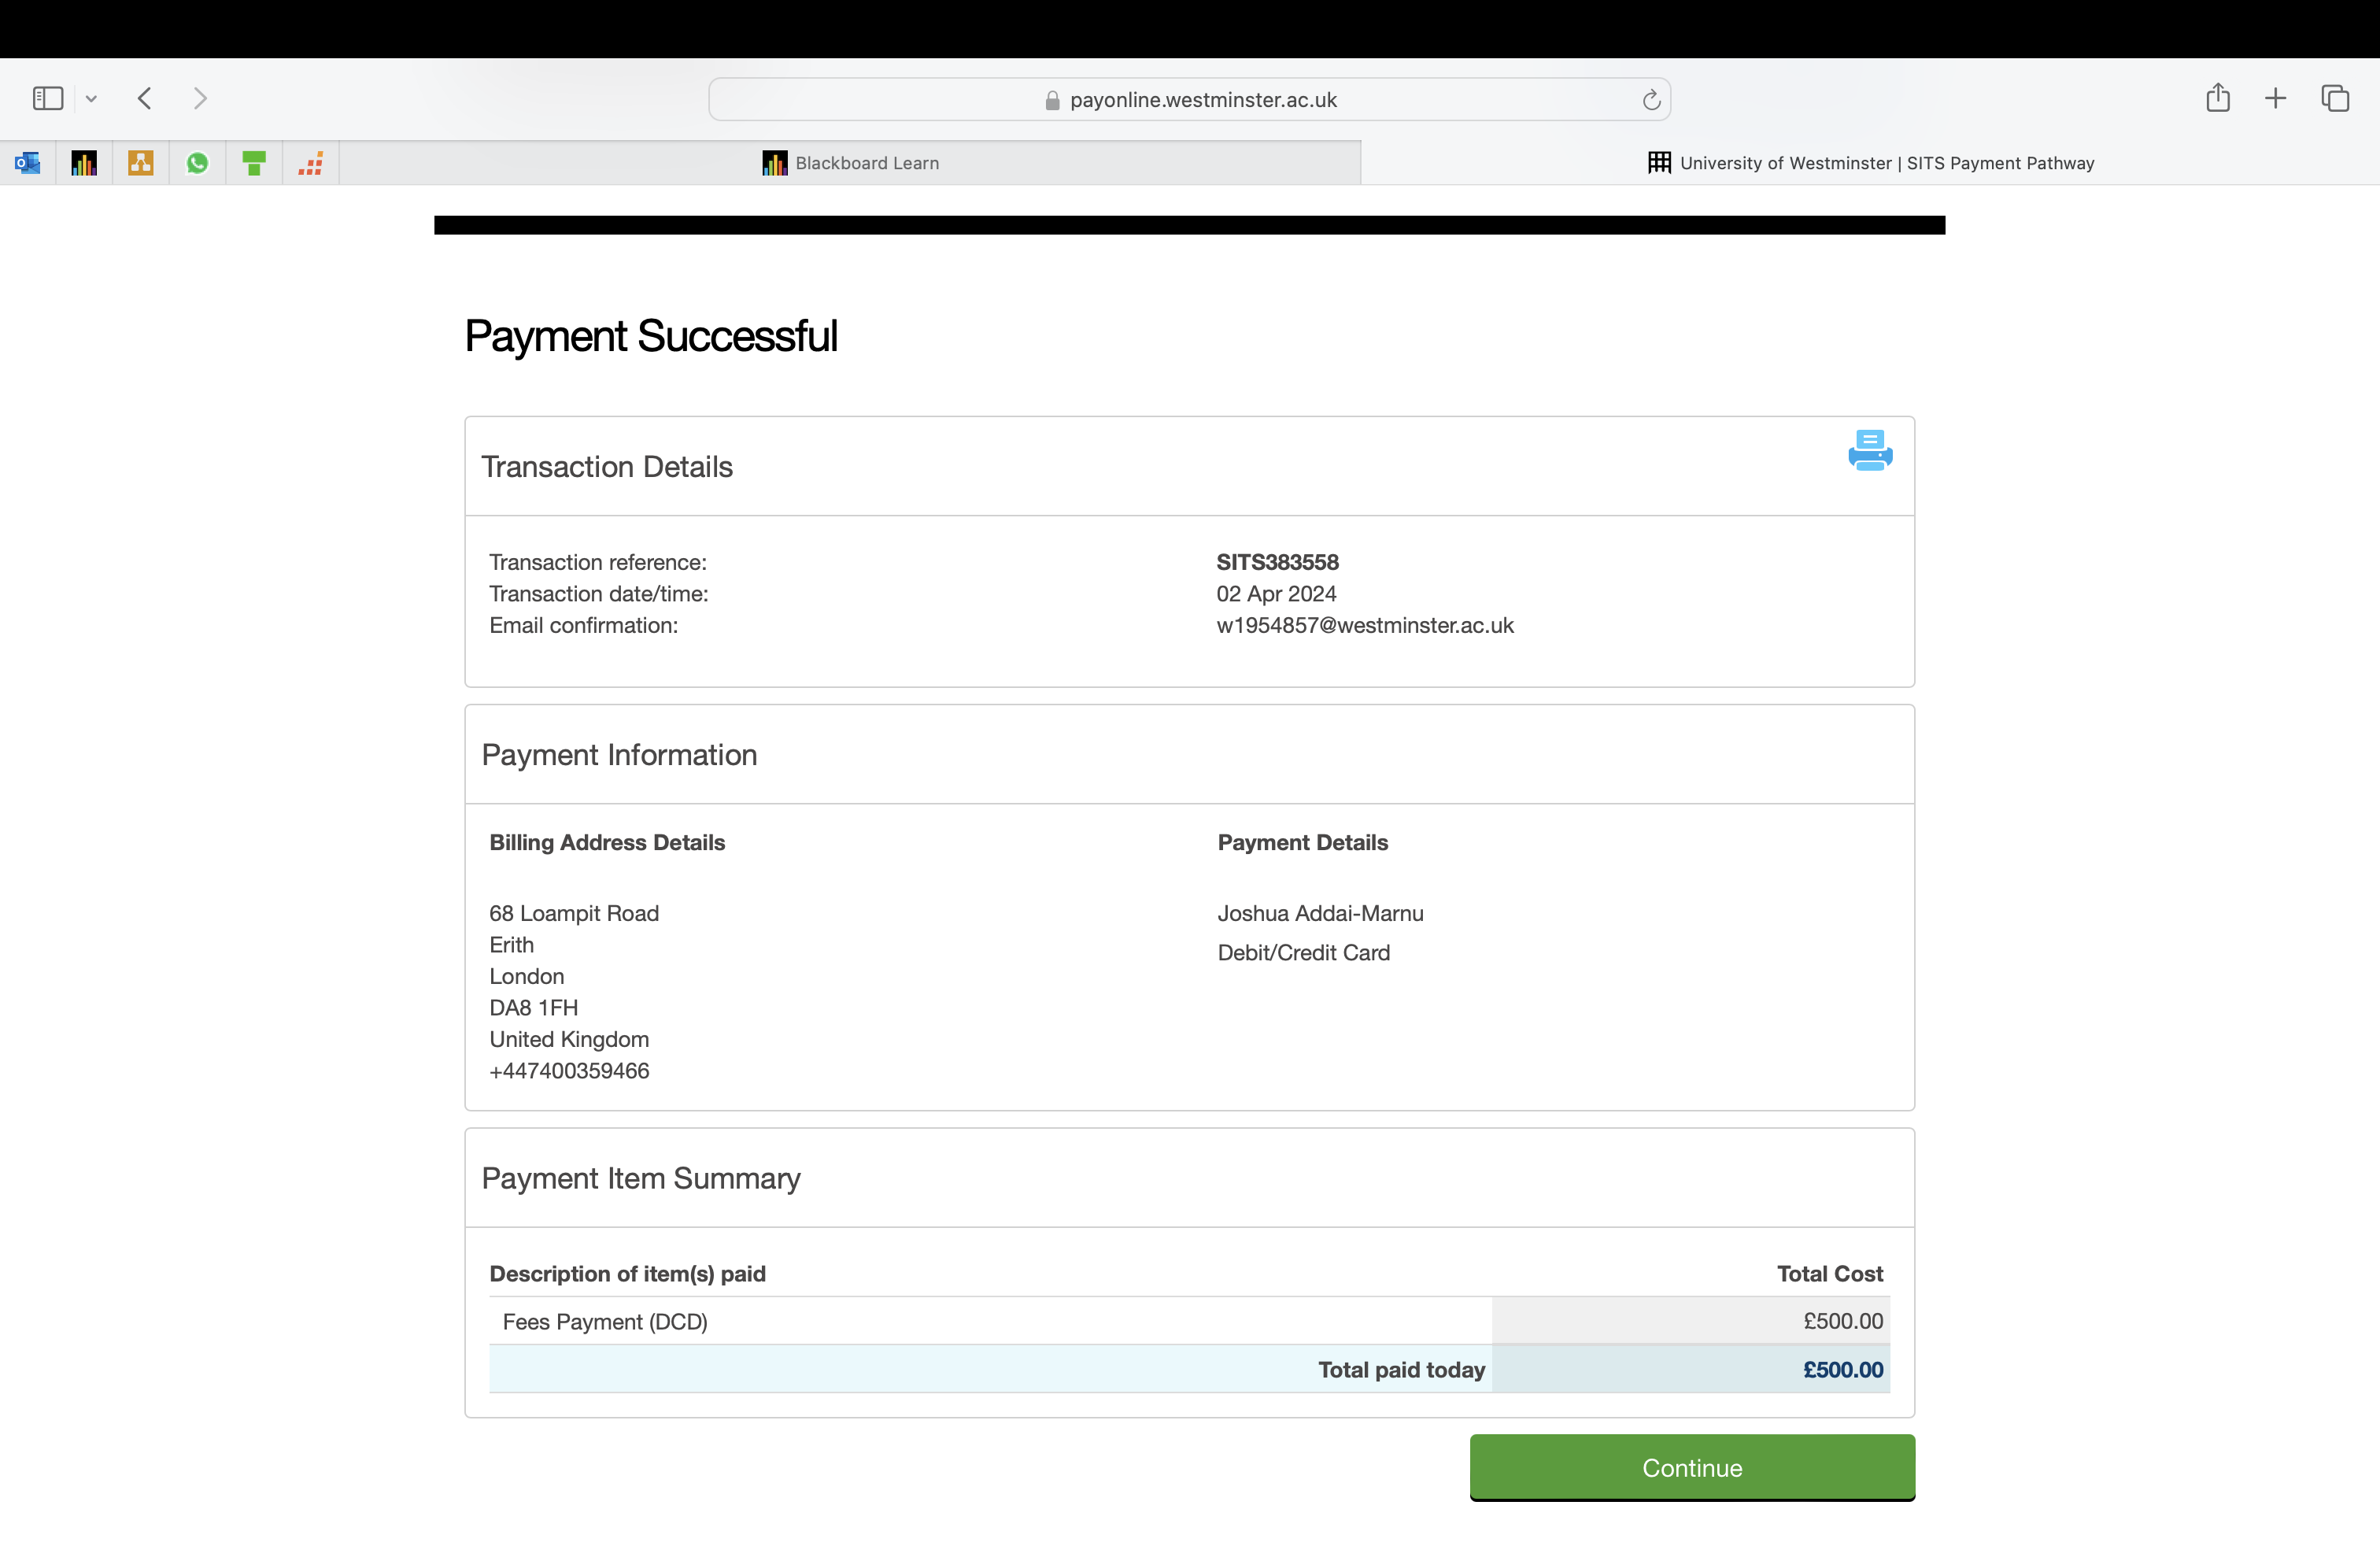 payonline.westminster.ac.uk
Blackboard Learn
University of Westminster | SITS Payment Pathway
Payment Successful
Transaction Details
Transaction reference: SITS383558
Transaction date/time: 02 Apr 2024
Email confirmation: w1954857@westminster.ac.uk
Payment Information
Billing Address Details
68 Loampit Road
Erith
London
DA8 1FH
United Kingdom
+447400359466
Payment Details
Joshua Addai-Marnu
Debit/Credit Card
Payment Item Summary
Description of item(s) paid Total Cost
Fees Payment (DCD) £500.00
Total paid today £500.00
Continue